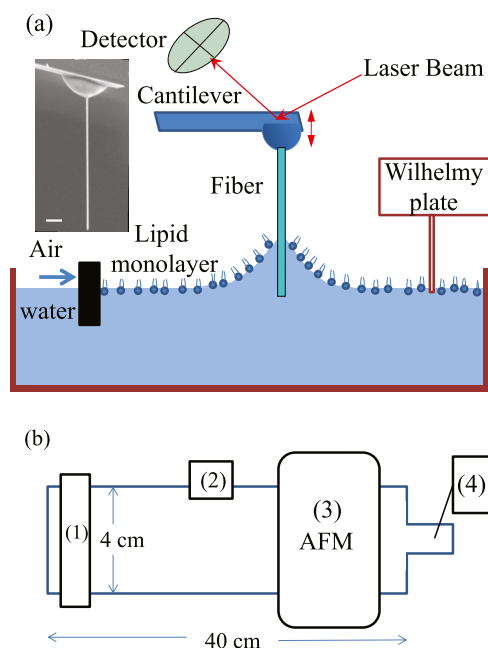 (a)
Detector
Laser Beam
Cantilever
Fiber
Wilhelmy
plate
Air
Lipid
monolayer
water
(b)
(1)
4 cm
(2)
(3)
AFM
(4)
40 cm